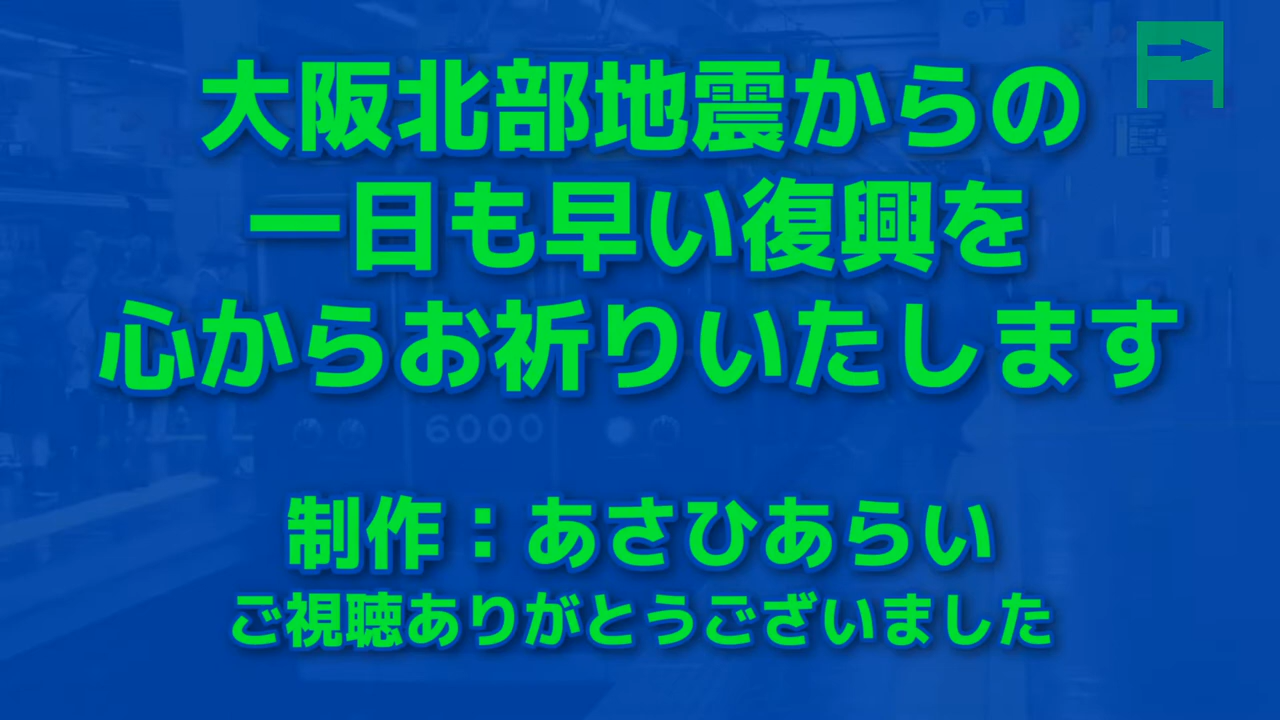 大阪北部地震からの
一日も早い復興を
心からお祈りいたします
6000
制作：あさひあらい
ご視聴ありがとうございました